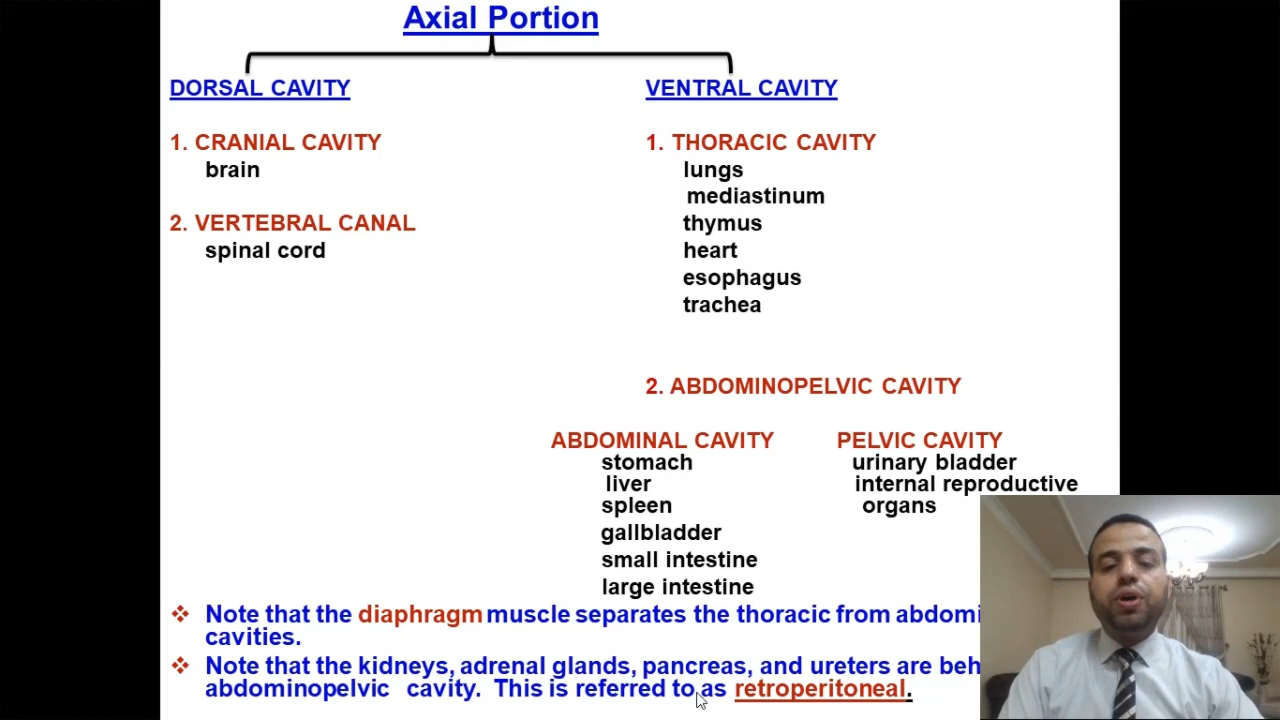 Axial Portion
DORSAL CAVITY
1. CRANIAL CAVITY
brain
2. VERTEBRAL CANAL
spinal cord
VENTRAL CAVITY
1. THORACIC CAVITY
lungs
mediastinum
thymus
heart
esophagus
trachea
2. ABDOMINOPELVIC CAVITY
ABDOMINAL CAVITY
stomach
liver
spleen
gallbladder
small intestine
large intestine
PELVIC CAVITY
urinary bladder
internal reproductive
organs
Note that the diaphragm muscle separates the thoracic from
cavities.
Note that the kidneys, adrenal glands, pancreas, and ureters are
abdominopelvic cavity. This is referred to as retroperitoneal.